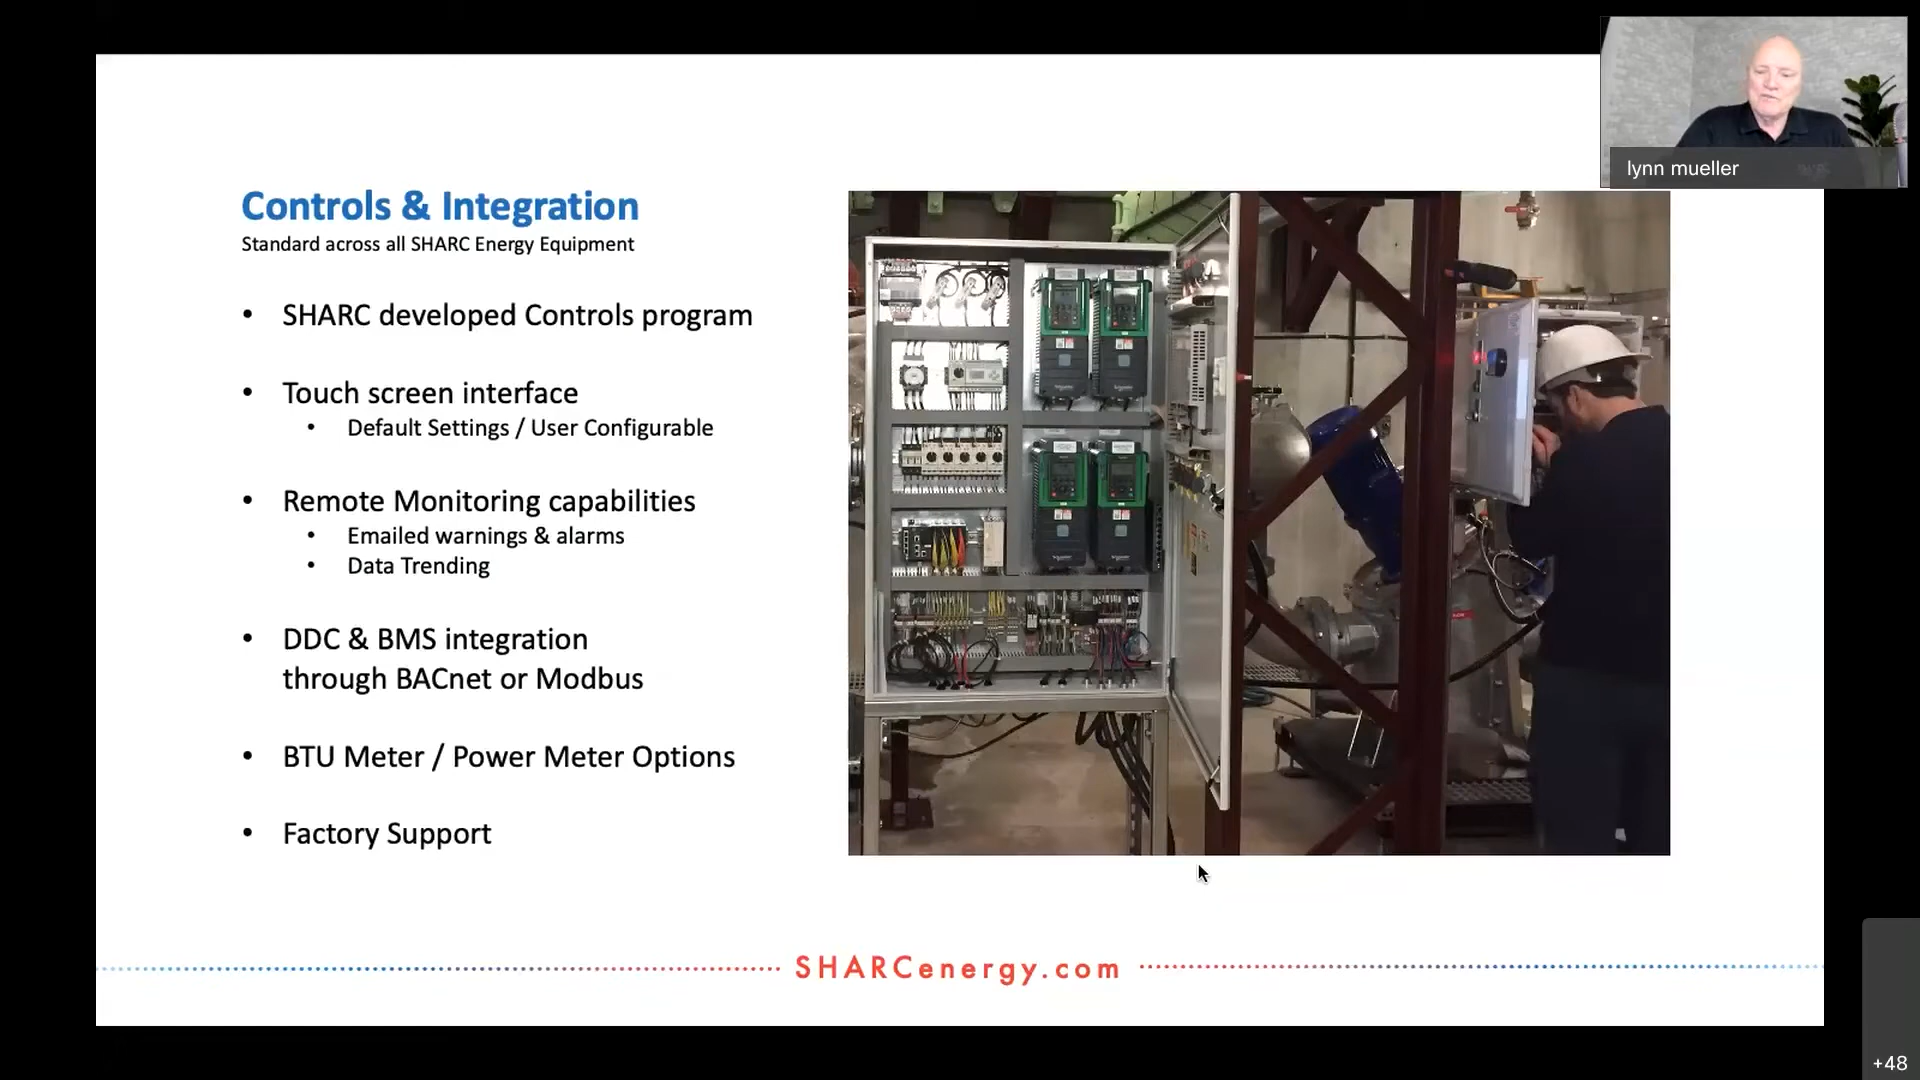 lynn mueller
Controls & Integration
Standard across all SHARC Energy Equipment
• SHARC developed Controls program
• Touch screen interface
• Default Settings / User Configurable
• Remote Monitoring capabilities
• Emailed warnings & alarms
• Data Trending
• DDC & BMS integration
through BACnet or Modbus
• BTU Meter / Power Meter Options
• Factory Support
SHARCenergy.com
+48